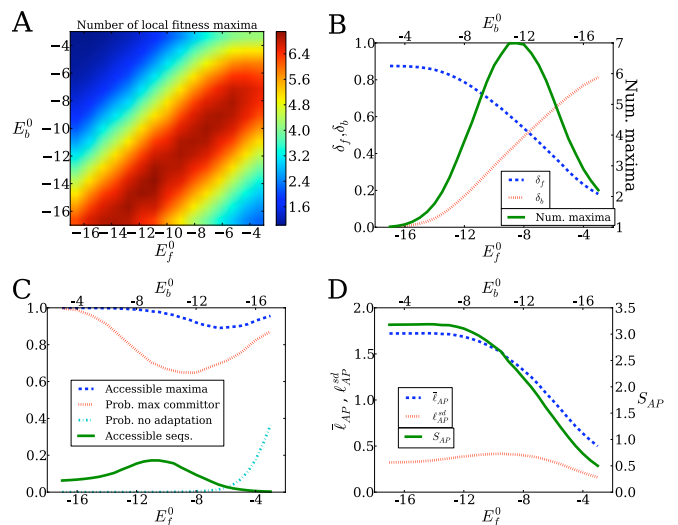 A
Number of local fitness maxima
E_b^0
−4
−6
−8
−10
−12
−14
−16
−16 −14 −12 −10 −8 −6 −4
E_f^0
6.4
5.6
4.8
4.0
3.2
2.4
1.6
B
E_b^0
-4 -8 -12 -16
δ_f,δ_b
1.0
0.8
0.6
0.4
0.2
0.0
δ_f
δ_b
Num. maxima
7
6
5
4
3
2
1
Num. maxima
-16 -12 -8 -4
E_f^0
C
E_b^0
-4 -8 -12 -16
1.0
0.8
0.6
0.4
0.2
0.0
Accessible maxima
Prob. max committor
Prob. no adaptation
Accessible seqs.
-16 -12 -8 -4
E_f^0
D
E_b^0
-4 -8 -12 -16
ℓ̄_AP , ℓ_AP^sd
2.0
1.5
1.0
0.5
0.0
ℓ̄_AP
ℓ_AP^sd
S_AP
3.5
3.0
2.5
2.0
1.5
1.0
0.5
0.0
S_AP
-16 -12 -8 -4
E_f^0